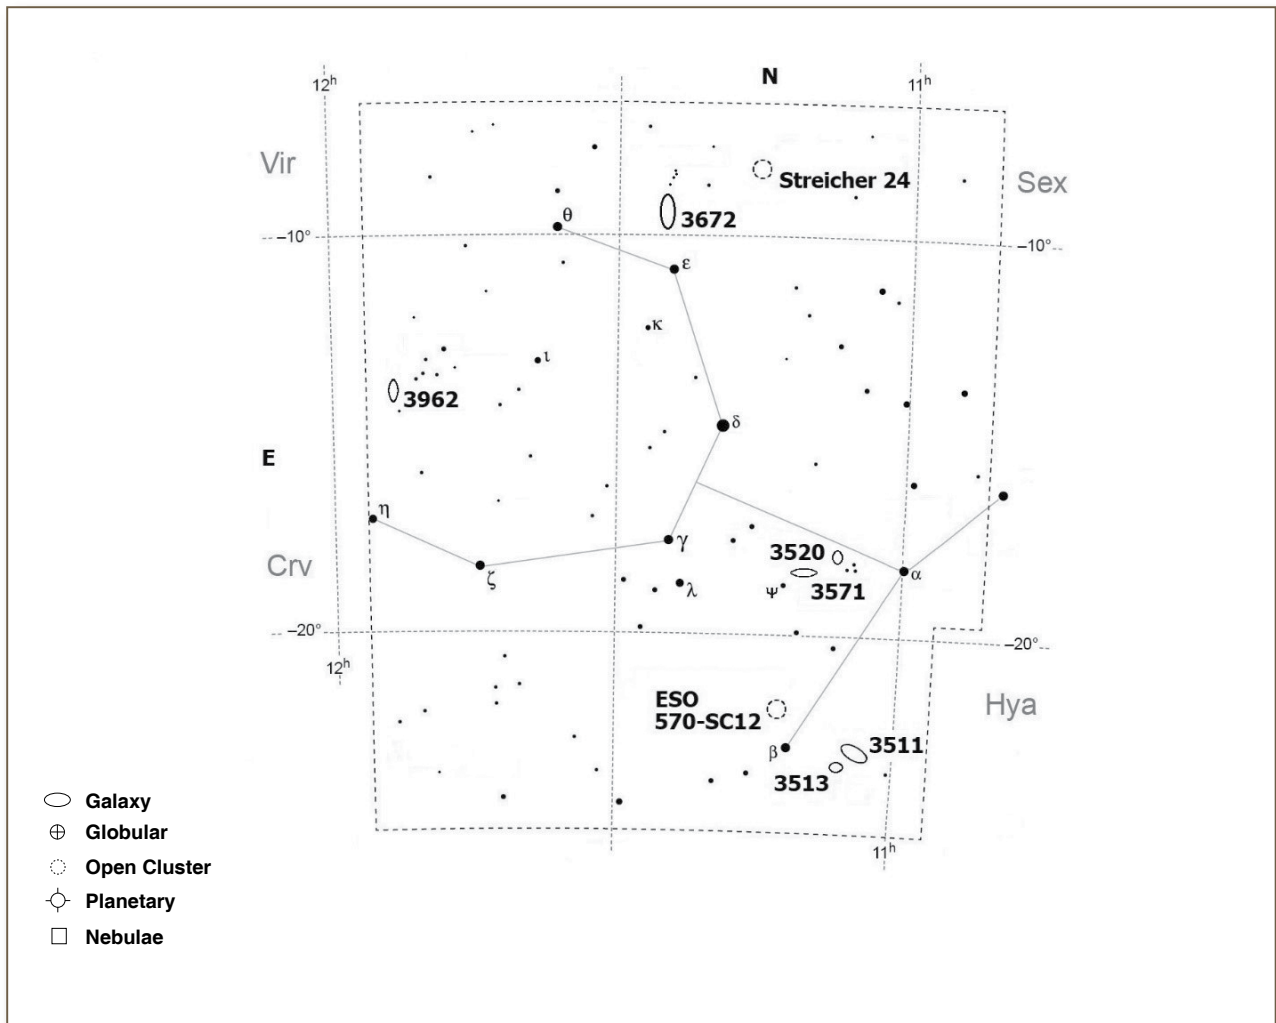 N
12h
11h
Vir
Sex
Streicher 24
θ
3672
–10°
–10°
ε
κ
ι
3962
δ
E
η
γ
3520
Crv
ζ
α
ψ
3571
λ
–20°
–20°
12h
ESO
570-SC12
Hya
β
3511
3513
11h
Galaxy
Globular
Open Cluster
Planetary
Nebulae